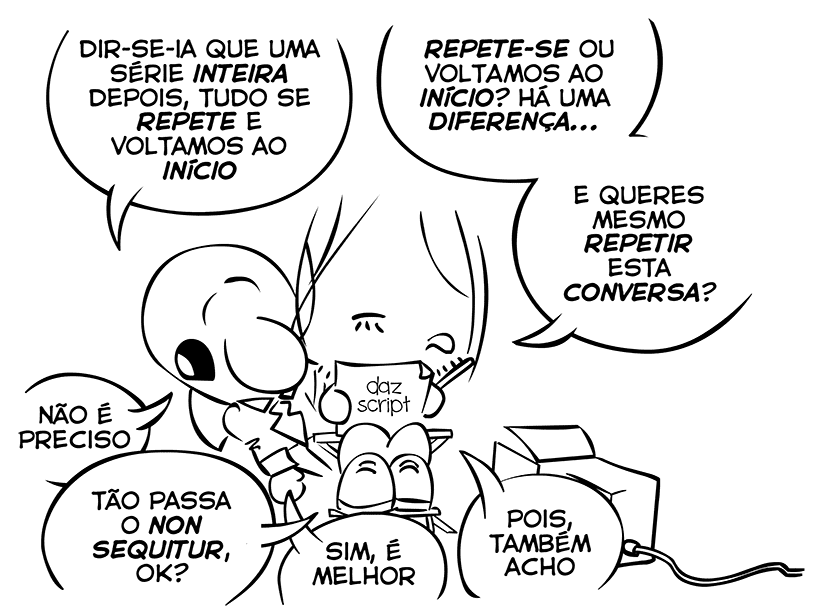 DIR-SE-IA QUE UMA
SÉRIE INTEIRA
DEPOIS, TUDO SE
REPETE E
VOLTAMOS AO
INÍCIO
REPETE-SE OU
VOLTAMOS AO
INÍCIO? HÁ UMA
DIFERENÇA...
E QUERES
MESMO
REPETIR
ESTA
CONVERSA?
daz
script
NÃO É
PRECISO
TÃO PASSA
O NON
SEQUITUR,
OK?
SIM, É
MELHOR
POIS,
TAMBÉM
ACHO